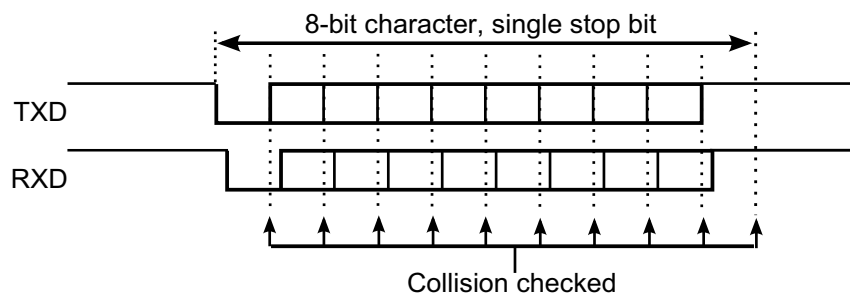 8-bit character, single stop bit
TXD
RXD
Collision checked